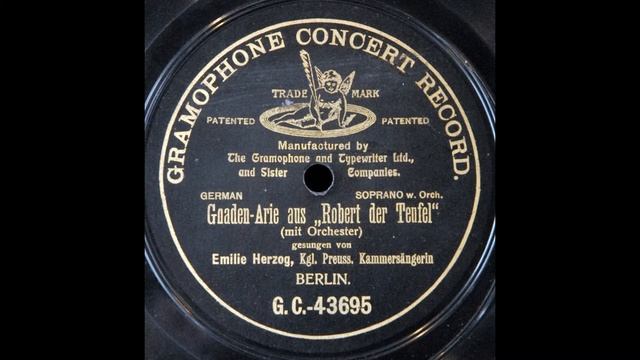 GRAMOPHONE CONCERT RECORD.
TRADE MARK
PATENTED PATENTED
Manufactured by
The Gramophone and Typewriter Ltd.,
and Sister Companies.
GERMAN SOPRANO w. Orch.
Gnaden-Arie aus „Robert der Teufel“
(mit Orchester)
gesungen von
Emilie Herzog, Kgl. Preuss. Kammersängerin
BERLIN.
G.C.-43695